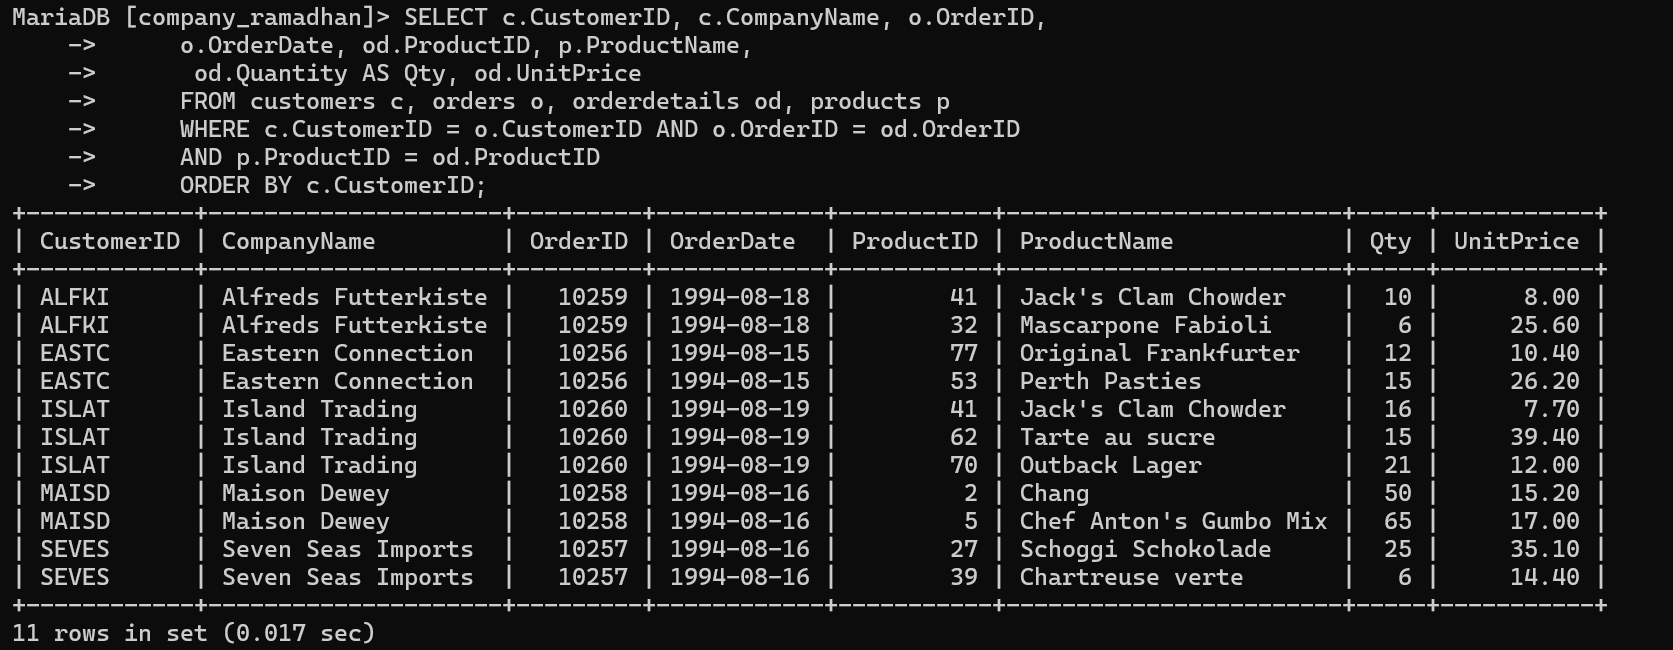 MariaDB [company_ramadhan]> SELECT c.CustomerID, c.CompanyName, o.OrderID,
    ->      o.OrderDate, od.ProductID, p.ProductName,
    ->       od.Quantity AS Qty, od.UnitPrice
    ->      FROM customers c, orders o, orderdetails od, products p
    ->      WHERE c.CustomerID = o.CustomerID AND o.OrderID = od.OrderID
    ->      AND p.ProductID = od.ProductID
    ->      ORDER BY c.CustomerID;
+------------+---------------------+---------+------------+-----------+------------------------+-----+-----------+
| CustomerID | CompanyName         | OrderID | OrderDate  | ProductID | ProductName            | Qty | UnitPrice |
+------------+---------------------+---------+------------+-----------+------------------------+-----+-----------+
| ALFKI      | Alfreds Futterkiste |   10259 | 1994-08-18 |        41 | Jack's Clam Chowder    |  10 |      8.00 |
| ALFKI      | Alfreds Futterkiste |   10259 | 1994-08-18 |        32 | Mascarpone Fabioli     |   6 |     25.60 |
| EASTC      | Eastern Connection  |   10256 | 1994-08-15 |        77 | Original Frankfurter   |  12 |     10.40 |
| EASTC      | Eastern Connection  |   10256 | 1994-08-15 |        53 | Perth Pasties          |  15 |     26.20 |
| ISLAT      | Island Trading      |   10260 | 1994-08-19 |        41 | Jack's Clam Chowder    |  16 |      7.70 |
| ISLAT      | Island Trading      |   10260 | 1994-08-19 |        62 | Tarte au sucre         |  15 |     39.40 |
| ISLAT      | Island Trading      |   10260 | 1994-08-19 |        70 | Outback Lager          |  21 |     12.00 |
| MAISD      | Maison Dewey        |   10258 | 1994-08-16 |         2 | Chang                  |  50 |     15.20 |
| MAISD      | Maison Dewey        |   10258 | 1994-08-16 |         5 | Chef Anton's Gumbo Mix |  65 |     17.00 |
| SEVES      | Seven Seas Imports  |   10257 | 1994-08-16 |        27 | Schoggi Schokolade     |  25 |     35.10 |
| SEVES      | Seven Seas Imports  |   10257 | 1994-08-16 |        39 | Chartreuse verte       |   6 |     14.40 |
+------------+---------------------+---------+------------+-----------+------------------------+-----+-----------+
11 rows in set (0.017 sec)